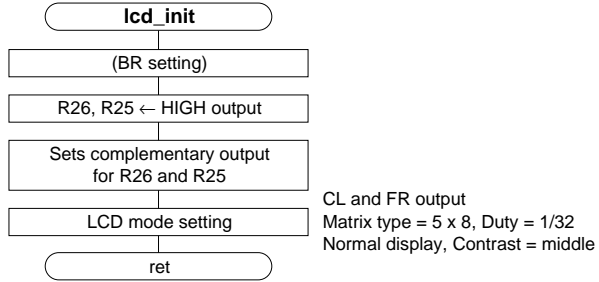 lcd_init
(BR setting)
R26, R25 ← HIGH output
Sets complementary output
for R26 and R25
LCD mode setting
CL and FR output
Matrix type = 5 x 8, Duty = 1/32
Normal display, Contrast = middle
ret